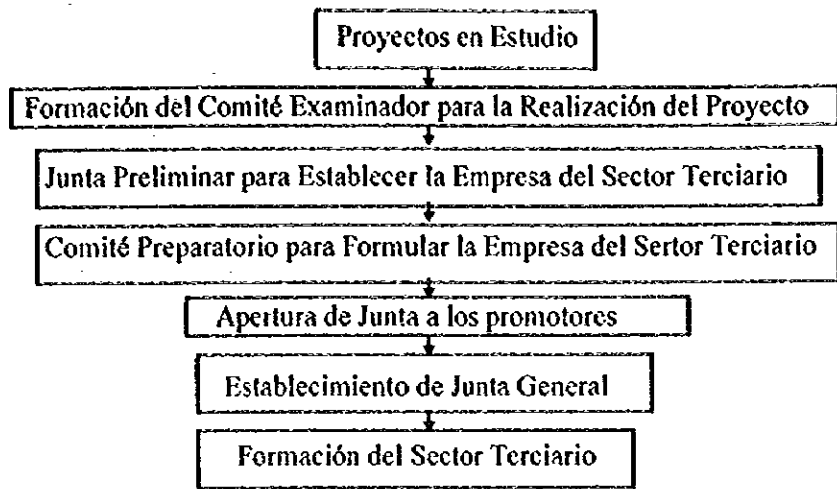 Proyectos en Estudio
Formación del Comité Examinador para la Realización del Proyecto
Junta Preliminar para Establecer la Empresa del Sector Terciario
Comité Preparatorio para Formular la Empresa del Sertor Terciario
Apertura de Junta a los promotores
Establecimiento de Junta General
Formación del Sector Terciario